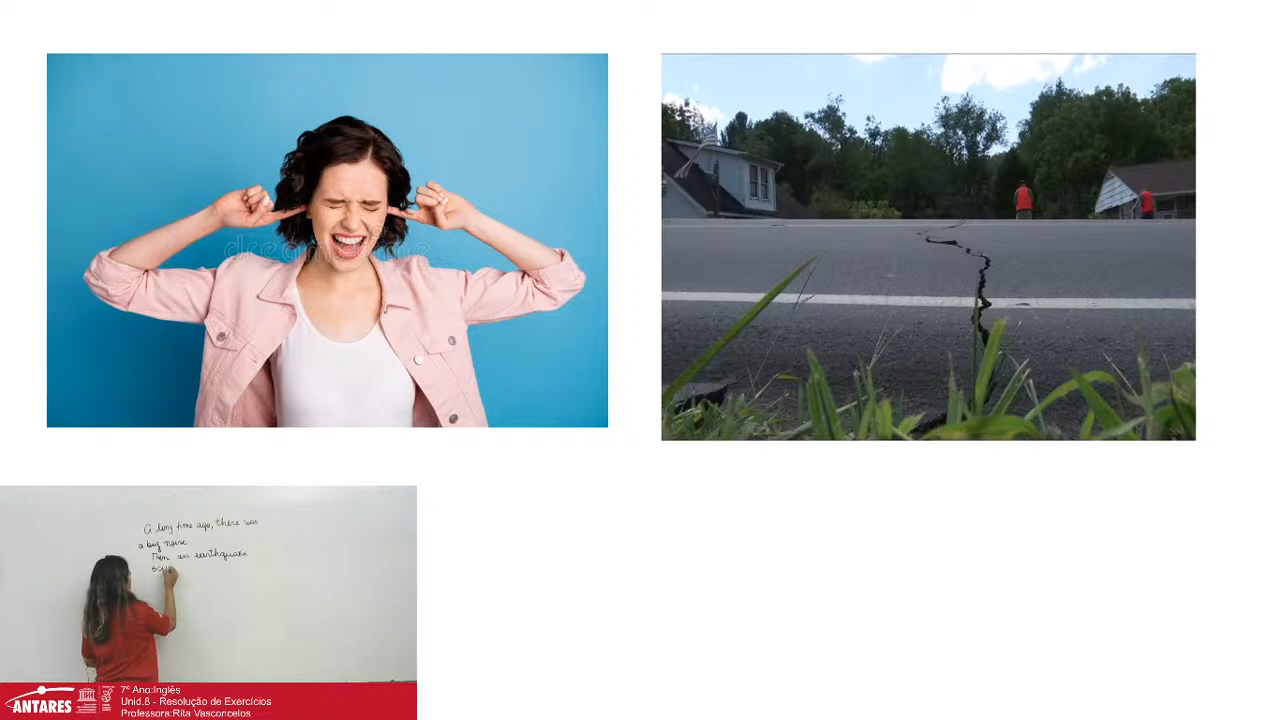 dreamstime
A long time ago, there was
a big noise
Then an earthquake
ANTARES
7º Ano:Inglês
Unid.8 - Resolução de Exercícios
Professora:Rita Vasconcelos